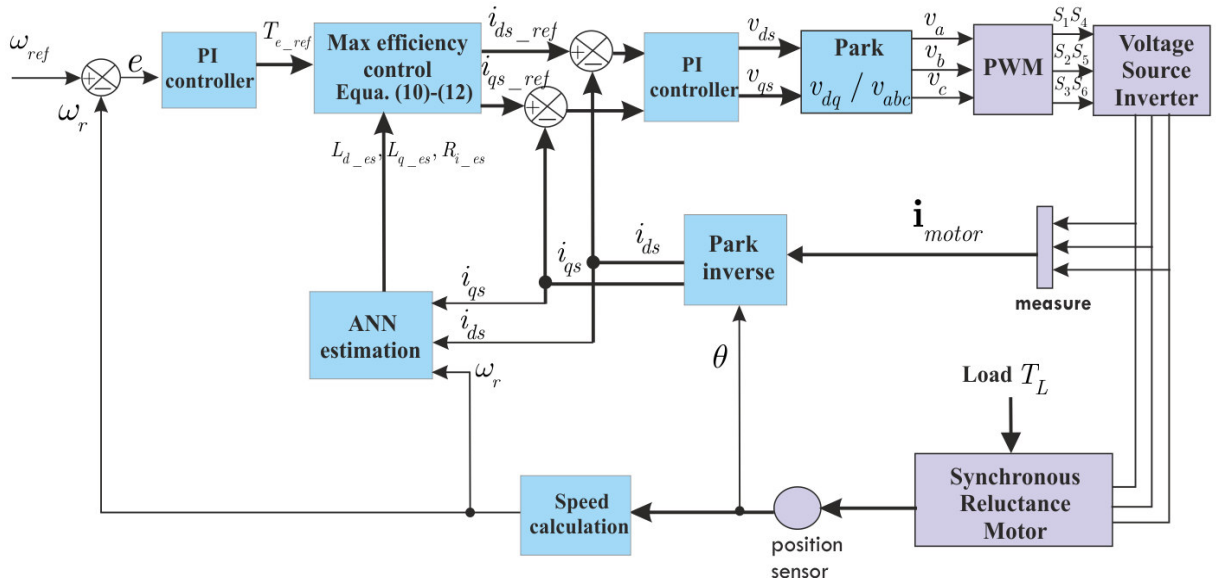 ω_ref
e
ω_r
PI
controller
T_e_ref
Max efficiency
control
Equa. (10)-(12)
i_ds_ref
i_qs_ref
PI
controller
v_ds
v_qs
Park
v_dq / v_abc
v_a
v_b
v_c
PWM
S_1S_4
S_2S_5
S_3S_6
Voltage
Source
Inverter
L_d_es, L_q_es, R_i_es
i_ds
i_qs
Park
inverse
i_motor
measure
ANN
estimation
i_qs
i_ds
ω_r
θ
Load T_L
Speed
calculation
position
sensor
Synchronous
Reluctance
Motor